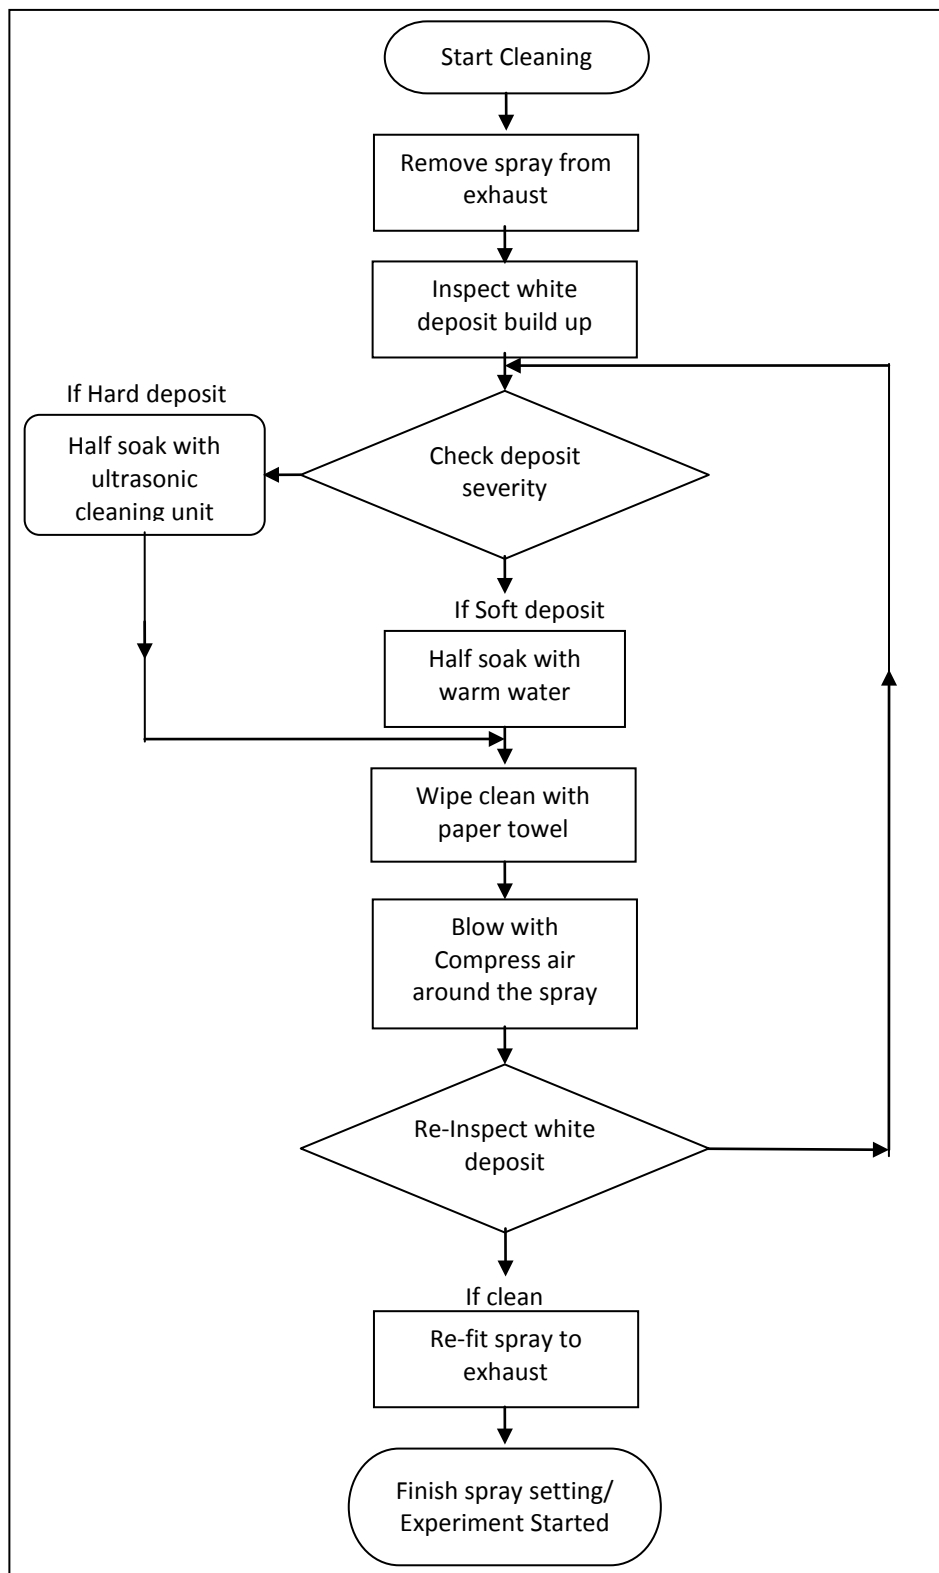 Start Cleaning
Remove spray from
exhaust
Inspect white
deposit build up
If Hard deposit
Half soak with
ultrasonic
cleaning unit
Check deposit
severity
If Soft deposit
Half soak with
warm water
Wipe clean with
paper towel
Blow with
Compress air
around the spray
Re-Inspect white
deposit
If clean
Re-fit spray to
exhaust
Finish spray setting/
Experiment Started